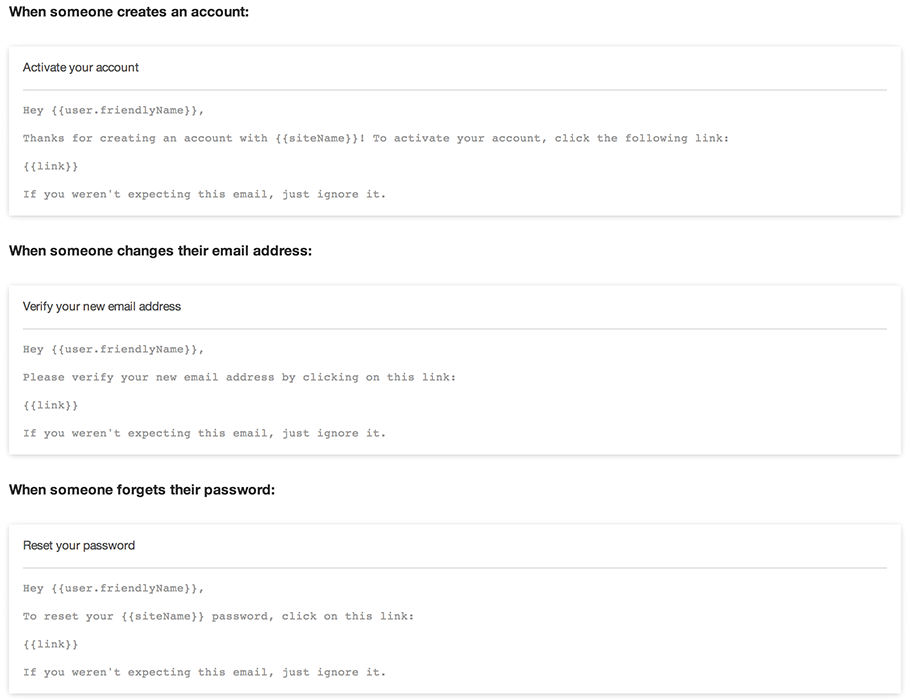 When someone creates an account:
Activate your account
Hey {{user.friendlyName}},
Thanks for creating an account with {{siteName}}! To activate your account, click the following link:
{{link}}
If you weren't expecting this email, just ignore it.
When someone changes their email address:
Verify your new email address
Hey {{user.friendlyName}},
Please verify your new email address by clicking on this link:
{{link}}
If you weren't expecting this email, just ignore it.
When someone forgets their password:
Reset your password
Hey {{user.friendlyName}},
To reset your {{siteName}} password, click on this link:
{{link}}
If you weren't expecting this email, just ignore it.